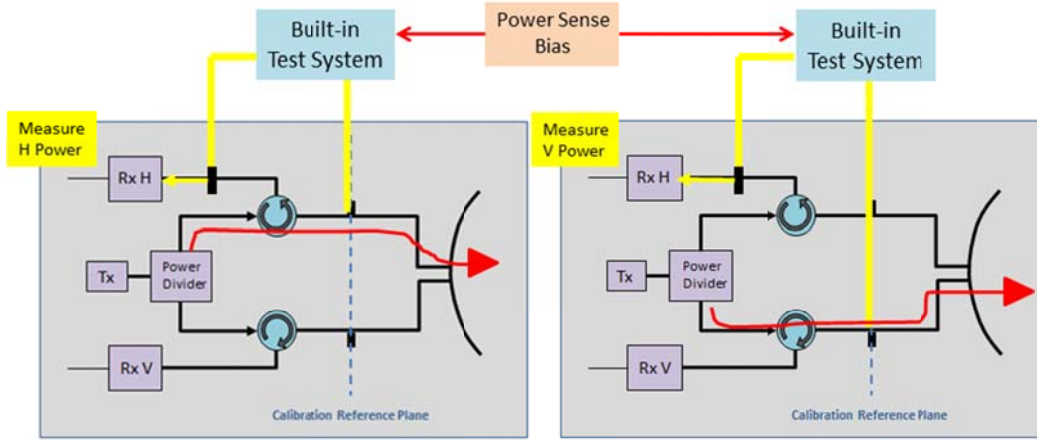 Built-in
Test System
Power Sense
Bias
Built-in
Test System
Measure
H Power
Rx H
Tx
Power
Divider
Rx V
Calibration Reference Plane
Measure
V Power
Rx H
Tx
Power
Divider
Rx V
Calibration Reference Plane